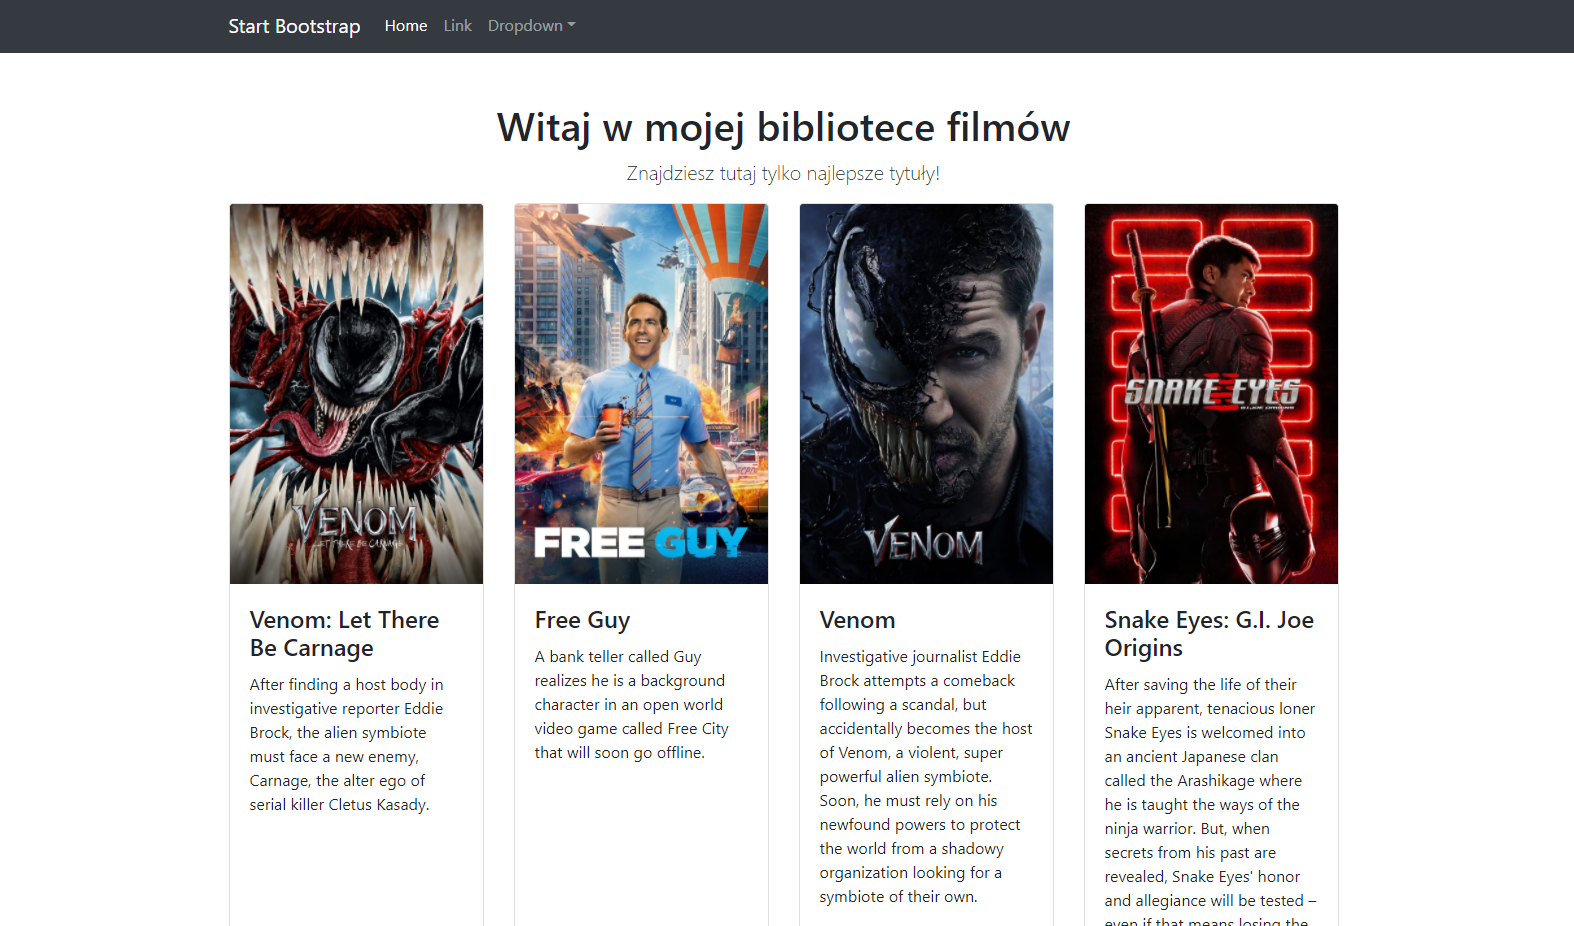 Start Bootstrap Home Link Dropdown
Witaj w mojej bibliotece filmów
Znajdziesz tutaj tylko najlepsze tytuły!
VENOM
LET THERE BE CARNAGE
FREE GUY
VENOM
SNAKE EYES
G.I. JOE ORIGINS
Venom: Let There
Be Carnage
After finding a host body in
investigative reporter Eddie
Brock, the alien symbiote
must face a new enemy,
Carnage, the alter ego of
serial killer Cletus Kasady.
Free Guy
A bank teller called Guy
realizes he is a background
character in an open world
video game called Free City
that will soon go offline.
Venom
Investigative journalist Eddie
Brock attempts a comeback
following a scandal, but
accidentally becomes the host
of Venom, a violent, super
powerful alien symbiote.
Soon, he must rely on his
newfound powers to protect
the world from a shadowy
organization looking for a
symbiote of their own.
Snake Eyes: G.I. Joe
Origins
After saving the life of their
heir apparent, tenacious loner
Snake Eyes is welcomed into
an ancient Japanese clan
called the Arashikage where
he is taught the ways of the
ninja warrior. But, when
secrets from his past are
revealed, Snake Eyes' honor
and allegiance will be tested –
even if that means losing the